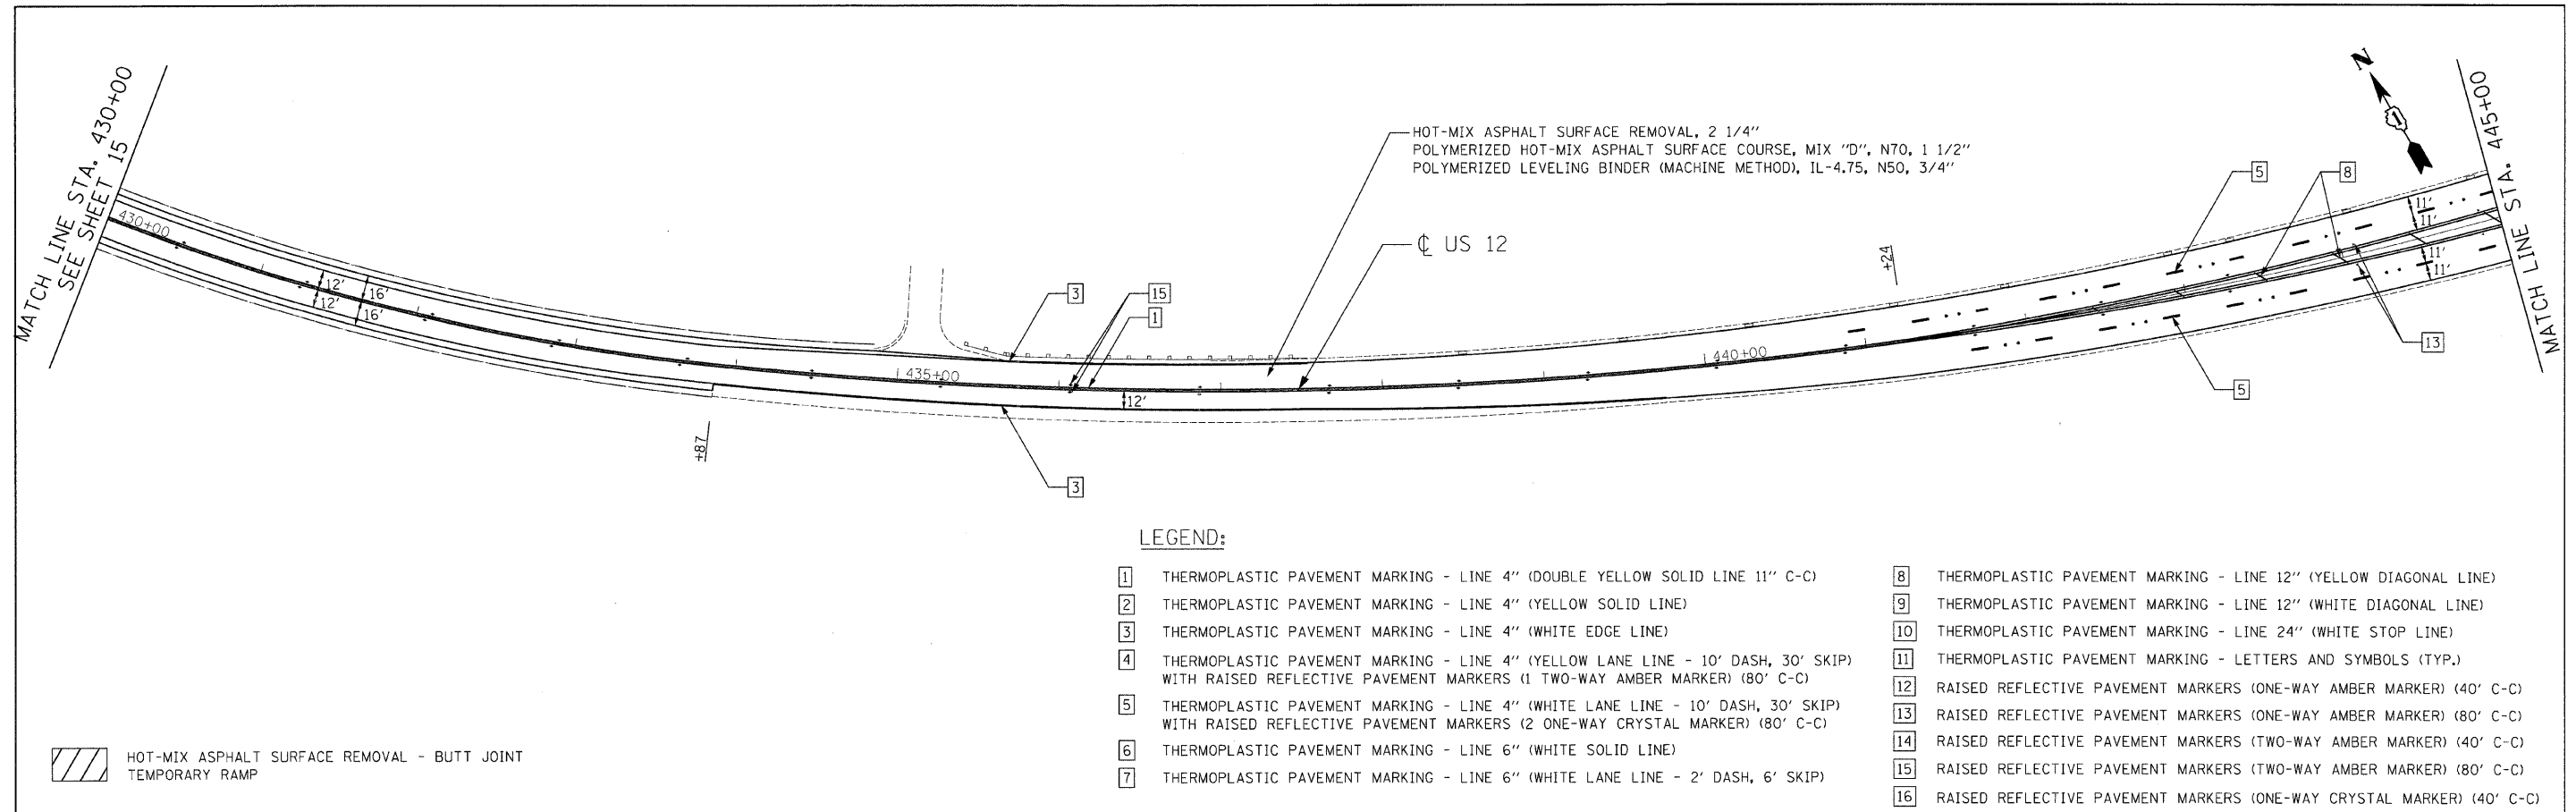 MATCH LINE STA. 430+00
SEE SHEET 15
430+00
12'
12'
16'
16'
+87
435+00
3
15
1
12'
3
HOT-MIX ASPHALT SURFACE REMOVAL, 2 1/4"
POLYMERIZED HOT-MIX ASPHALT SURFACE COURSE, MIX "D", N70, 1 1/2"
POLYMERIZED LEVELING BINDER (MACHINE METHOD), IL-4.75, N50, 3/4"
℄ US 12
440+00
+24
5
8
N
11'
11'
11'
11'
13
5
MATCH LINE STA. 445+00
LEGEND:
1 THERMOPLASTIC PAVEMENT MARKING - LINE 4" (DOUBLE YELLOW SOLID LINE 11" C-C)
2 THERMOPLASTIC PAVEMENT MARKING - LINE 4" (YELLOW SOLID LINE)
3 THERMOPLASTIC PAVEMENT MARKING - LINE 4" (WHITE EDGE LINE)
4 THERMOPLASTIC PAVEMENT MARKING - LINE 4" (YELLOW LANE LINE - 10' DASH, 30' SKIP)
WITH RAISED REFLECTIVE PAVEMENT MARKERS (1 TWO-WAY AMBER MARKER) (80' C-C)
5 THERMOPLASTIC PAVEMENT MARKING - LINE 4" (WHITE LANE LINE - 10' DASH, 30' SKIP)
WITH RAISED REFLECTIVE PAVEMENT MARKERS (2 ONE-WAY CRYSTAL MARKER) (80' C-C)
6 THERMOPLASTIC PAVEMENT MARKING - LINE 6" (WHITE SOLID LINE)
7 THERMOPLASTIC PAVEMENT MARKING - LINE 6" (WHITE LANE LINE - 2' DASH, 6' SKIP)
8 THERMOPLASTIC PAVEMENT MARKING - LINE 12" (YELLOW DIAGONAL LINE)
9 THERMOPLASTIC PAVEMENT MARKING - LINE 12" (WHITE DIAGONAL LINE)
10 THERMOPLASTIC PAVEMENT MARKING - LINE 24" (WHITE STOP LINE)
11 THERMOPLASTIC PAVEMENT MARKING - LETTERS AND SYMBOLS (TYP.)
12 RAISED REFLECTIVE PAVEMENT MARKERS (ONE-WAY AMBER MARKER) (40' C-C)
13 RAISED REFLECTIVE PAVEMENT MARKERS (ONE-WAY AMBER MARKER) (80' C-C)
14 RAISED REFLECTIVE PAVEMENT MARKERS (TWO-WAY AMBER MARKER) (40' C-C)
15 RAISED REFLECTIVE PAVEMENT MARKERS (TWO-WAY AMBER MARKER) (80' C-C)
16 RAISED REFLECTIVE PAVEMENT MARKERS (ONE-WAY CRYSTAL MARKER) (40' C-C)
HOT-MIX ASPHALT SURFACE REMOVAL - BUTT JOINT
TEMPORARY RAMP